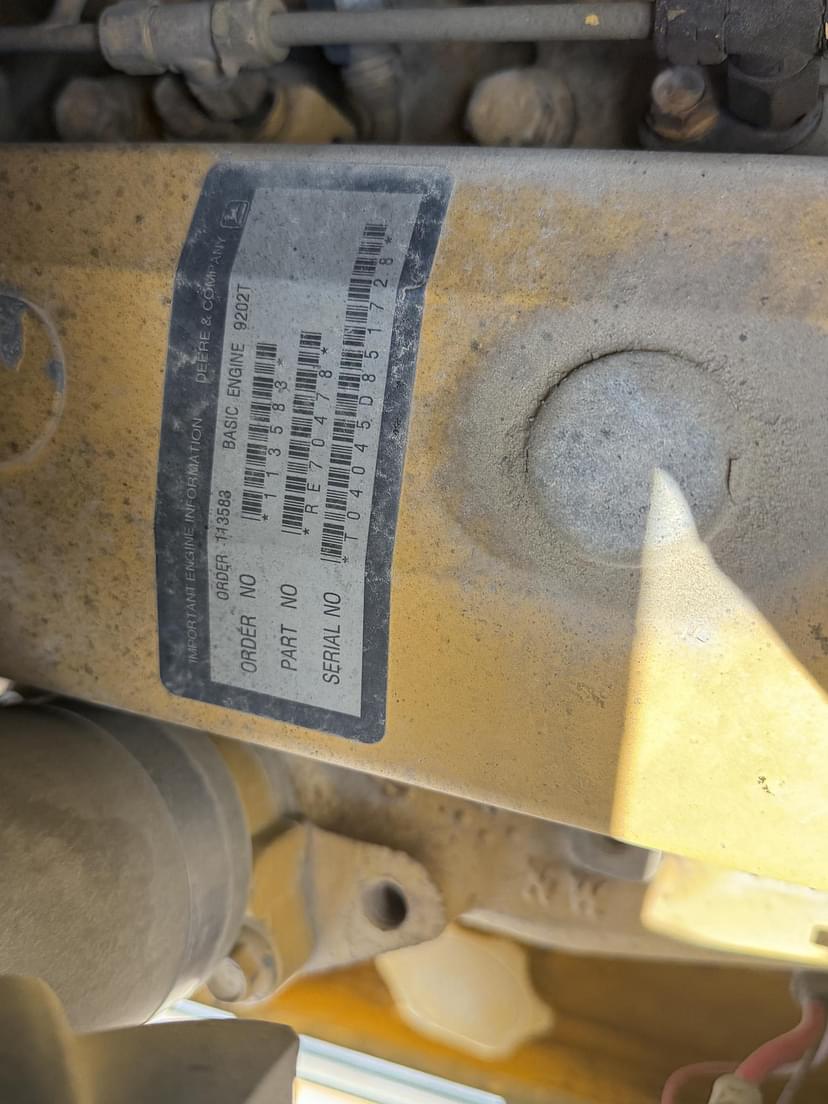 IMPORTANT ENGINE INFORMATION DEERE & COMPANY
ORDER 113583 BASIC ENGINE 9202T
ORDER NO
*113583*
PART NO
*RE70478*
SERIAL NO
*T04045D851728*